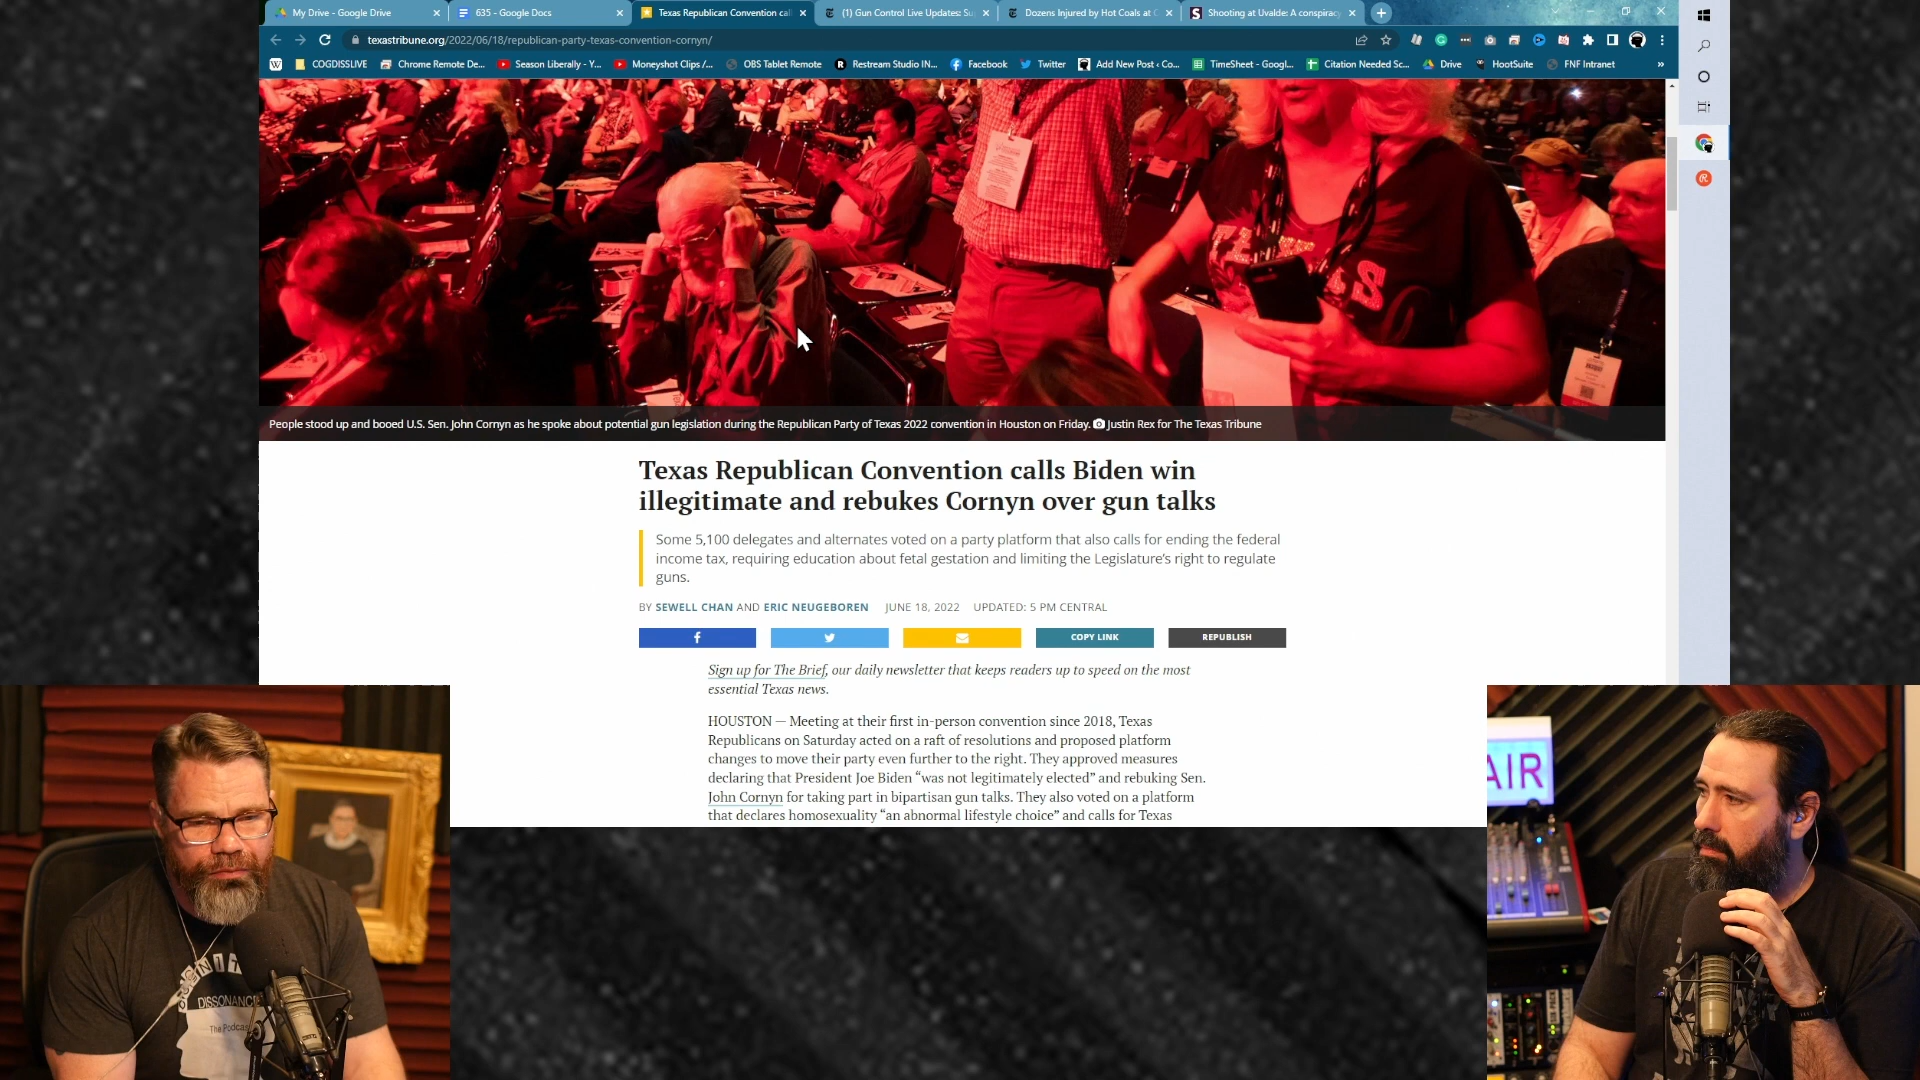 My Drive - Google Drive
635 - Google Docs
Texas Republican Convention cal
(1) Gun Control Live Updates: Su
Dozens Injured by Hot Coals at
Shooting at Uvalde: A conspiracy
texastribune.org/2022/06/18/republican-party-texas-convention-cornyn/
COGDISSLIVE
Chrome Remote De...
Season Liberally - Y...
Moneyshot Clips /...
OBS Tablet Remote
Restream Studio IN...
Facebook
Twitter
Add New Post ‹ Co...
TimeSheet - Googl...
Citation Needed Sc...
Drive
HootSuite
FNF Intranet
»
People stood up and booed U.S. Sen. John Cornyn as he spoke about potential gun legislation during the Republican Party of Texas 2022 convention in Houston on Friday. Justin Rex for The Texas Tribune
Texas Republican Convention calls Biden win
illegitimate and rebukes Cornyn over gun talks
Some 5,100 delegates and alternates voted on a party platform that also calls for ending the federal
income tax, requiring education about fetal gestation and limiting the Legislature's right to regulate
guns.
BY SEWELL CHAN AND ERIC NEUGEBOREN JUNE 18, 2022 UPDATED: 5 PM CENTRAL
COPY LINK
REPUBLISH
Sign up for The Brief, our daily newsletter that keeps readers up to speed on the most
essential Texas news.
HOUSTON — Meeting at their first in-person convention since 2018, Texas
Republicans on Saturday acted on a raft of resolutions and proposed platform
changes to move their party even further to the right. They approved measures
declaring that President Joe Biden “was not legitimately elected” and rebuking Sen.
John Cornyn for taking part in bipartisan gun talks. They also voted on a platform
that declares homosexuality “an abnormal lifestyle choice” and calls for Texas
AIR
DISSONANCE
The Podcast